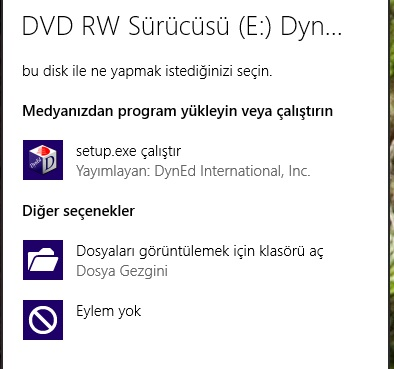 DVD RW Sürücüsü (E:) Dyn...
bu disk ile ne yapmak istediğinizi seçin.
Medyanızdan program yükleyin veya çalıştırın
setup.exe çalıştır
Yayımlayan: DynEd International, Inc.
Diğer seçenekler
Dosyaları görüntülemek için klasörü aç
Dosya Gezgini
Eylem yok